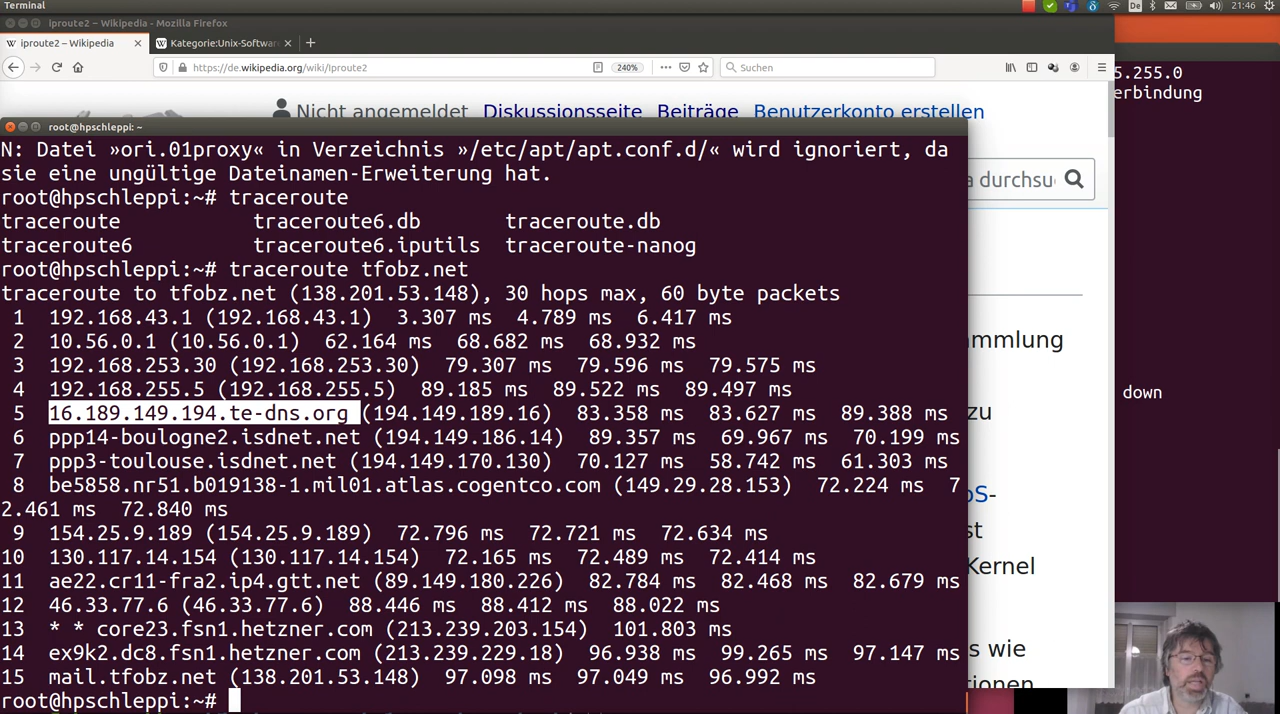 Terminal
De
21:46
iproute2 – Wikipedia - Mozilla Firefox
W iproute2 – Wikipedia ×
W Kategorie:Unix-Softwar × +
https://de.wikipedia.org/wiki/Iproute2
240%
Suchen
Nicht angemeldet Diskussionsseite Beiträge Benutzerkonto erstellen
5.255.0
erbindung
root@hpschleppi: ~
N: Datei »ori.01proxy« in Verzeichnis »/etc/apt/apt.conf.d/« wird ignoriert, da
sie eine ungültige Dateinamen-Erweiterung hat.
root@hpschleppi:~# traceroute
traceroute traceroute6.db traceroute.db
traceroute6 traceroute6.iputils traceroute-nanog
root@hpschleppi:~# traceroute tfobz.net
traceroute to tfobz.net (138.201.53.148), 30 hops max, 60 byte packets
1 192.168.43.1 (192.168.43.1) 3.307 ms 4.789 ms 6.417 ms
2 10.56.0.1 (10.56.0.1) 62.164 ms 68.682 ms 68.932 ms
3 192.168.253.30 (192.168.253.30) 79.307 ms 79.596 ms 79.575 ms
4 192.168.255.5 (192.168.255.5) 89.185 ms 89.522 ms 89.497 ms
5 16.189.149.194.te-dns.org (194.149.189.16) 83.358 ms 83.627 ms 89.388 ms
6 ppp14-boulogne2.isdnet.net (194.149.186.14) 89.357 ms 69.967 ms 70.199 ms
7 ppp3-toulouse.isdnet.net (194.149.170.130) 70.127 ms 58.742 ms 61.303 ms
8 be5858.nr51.b019138-1.mil01.atlas.cogentco.com (149.29.28.153) 72.224 ms 7
2.461 ms 72.840 ms
9 154.25.9.189 (154.25.9.189) 72.796 ms 72.721 ms 72.634 ms
10 130.117.14.154 (130.117.14.154) 72.165 ms 72.489 ms 72.414 ms
11 ae22.cr11-fra2.ip4.gtt.net (89.149.180.226) 82.784 ms 82.468 ms 82.679 ms
12 46.33.77.6 (46.33.77.6) 88.446 ms 88.412 ms 88.022 ms
13 * * core23.fsn1.hetzner.com (213.239.203.154) 101.803 ms
14 ex9k2.dc8.fsn1.hetzner.com (213.239.229.18) 96.938 ms 99.265 ms 97.147 ms
15 mail.tfobz.net (138.201.53.148) 97.098 ms 97.049 ms 96.992 ms
root@hpschleppi:~#
a durchsu
mmlung
zu
oS-
st
Kernel
s wie
tionen
down